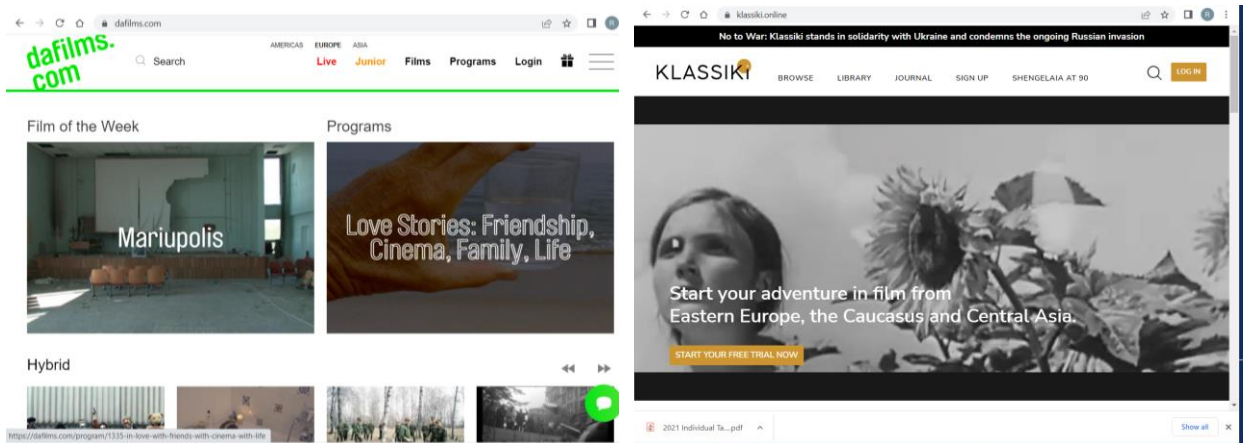 dafilms.com
dafilms.
com
Search
AMERICAS EUROPE ASIA
Live Junior Films Programs Login
Film of the Week
Programs
Mariupolis
Love Stories: Friendship,
Cinema, Family, Life
Hybrid
https://dafilms.com/program/1335-in-love-with-friends-with-cinema-with-life
R
klassiki.online
R
No to War: Klassiki stands in solidarity with Ukraine and condemns the ongoing Russian invasion
KLASSIKI
BROWSE LIBRARY JOURNAL SIGN UP SHENGELAIA AT 90
LOG IN
Start your adventure in film from
Eastern Europe, the Caucasus and Central Asia.
START YOUR FREE TRIAL NOW
2021 Individual Ta....pdf
Show all